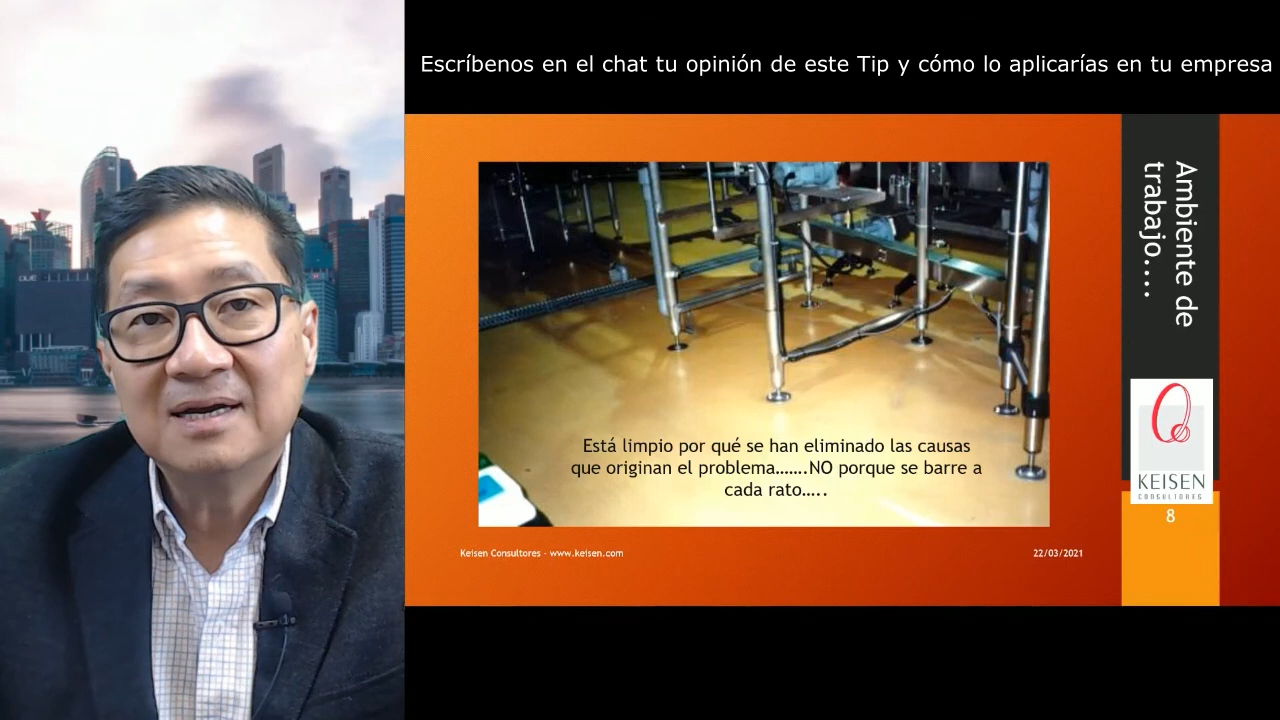 Escríbenos en el chat tu opinión de este Tip y cómo lo aplicarías en tu empresa
Ambiente de
trabajo....
Está limpio por qué se han eliminado las causas
que originan el problema.......NO porque se barre a
cada rato.....
KEISEN
CONSULTORES
8
Keisen Consultores - www.keisen.com
22/03/2021